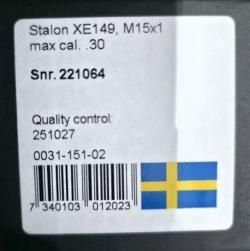 Stalon XE149, M15x1
max cal. .30
Snr. 221064
Quality control:
251027
0031-151-02
7 340103 012023